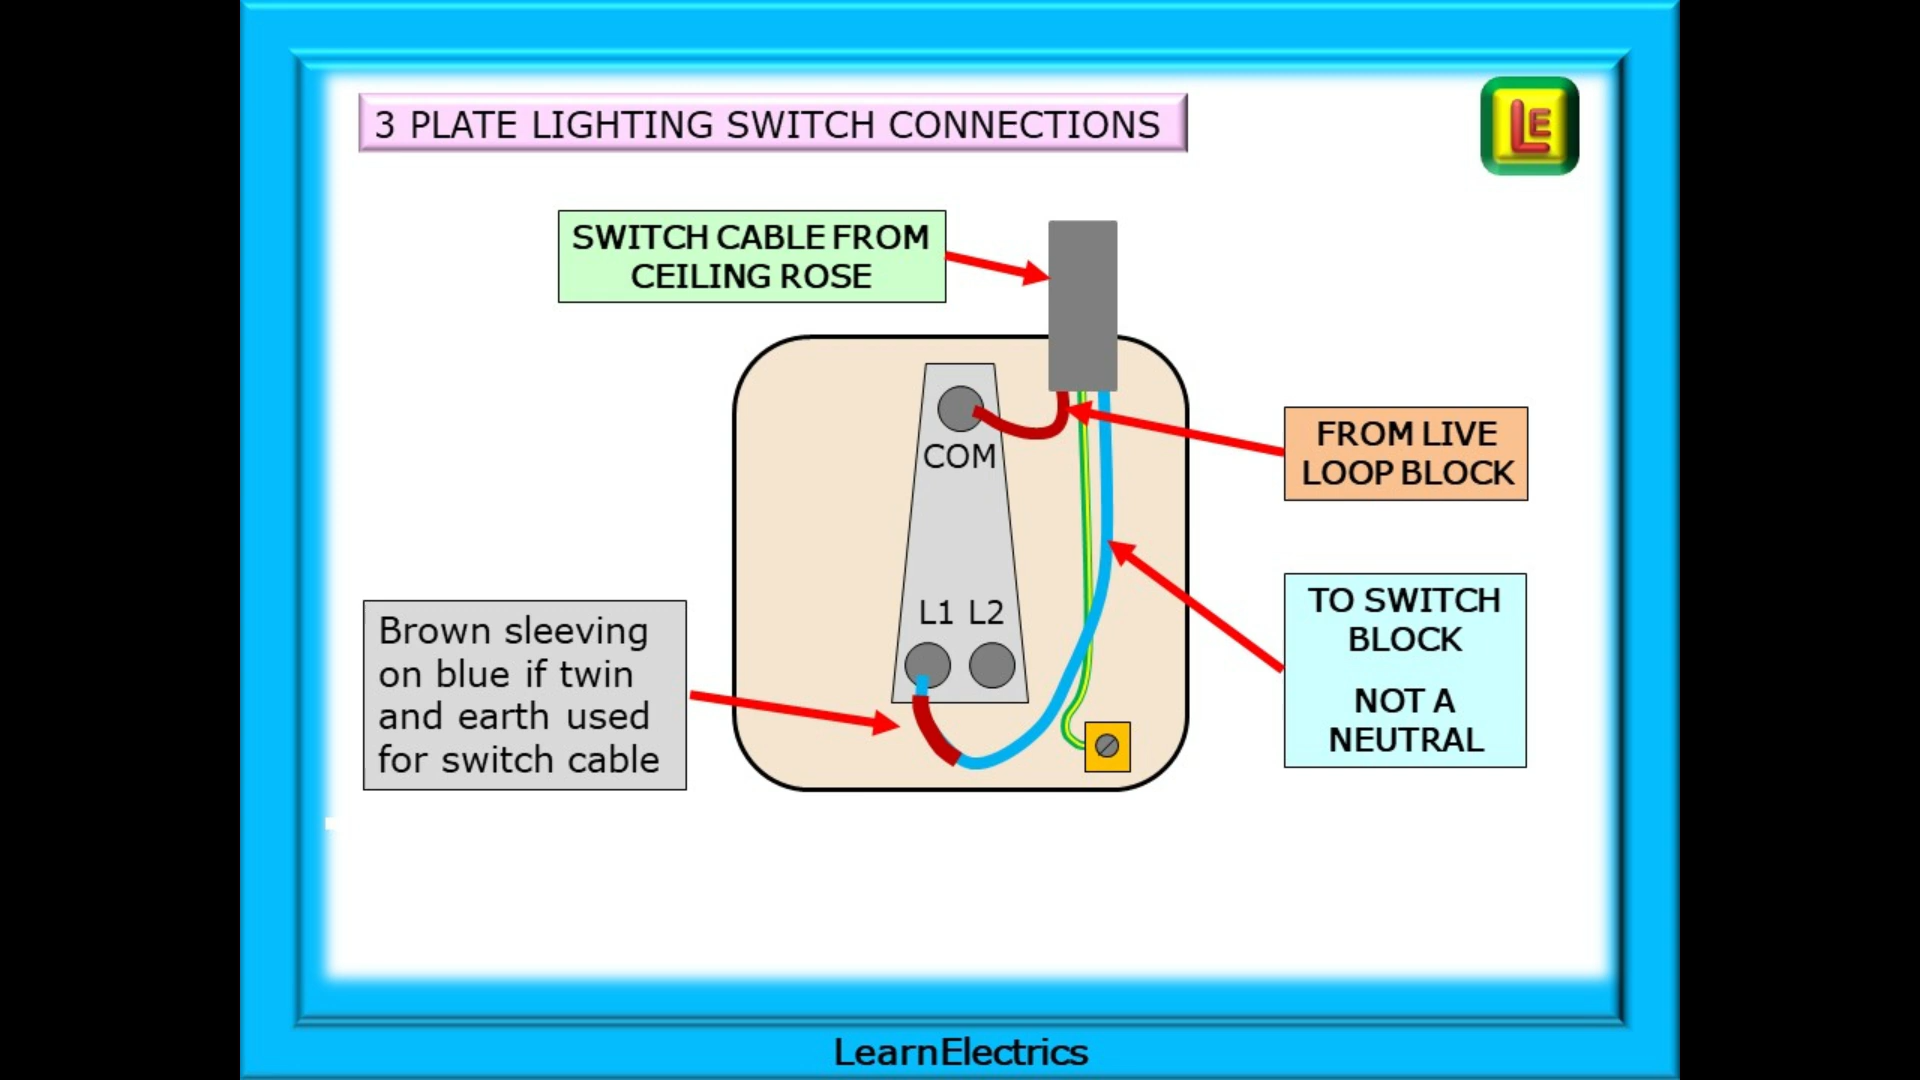 3 PLATE LIGHTING SWITCH CONNECTIONS
LE
SWITCH CABLE FROM
CEILING ROSE
COM
FROM LIVE
LOOP BLOCK
L1 L2
TO SWITCH
BLOCK
NOT A
NEUTRAL
Brown sleeving
on blue if twin
and earth used
for switch cable
LearnElectrics